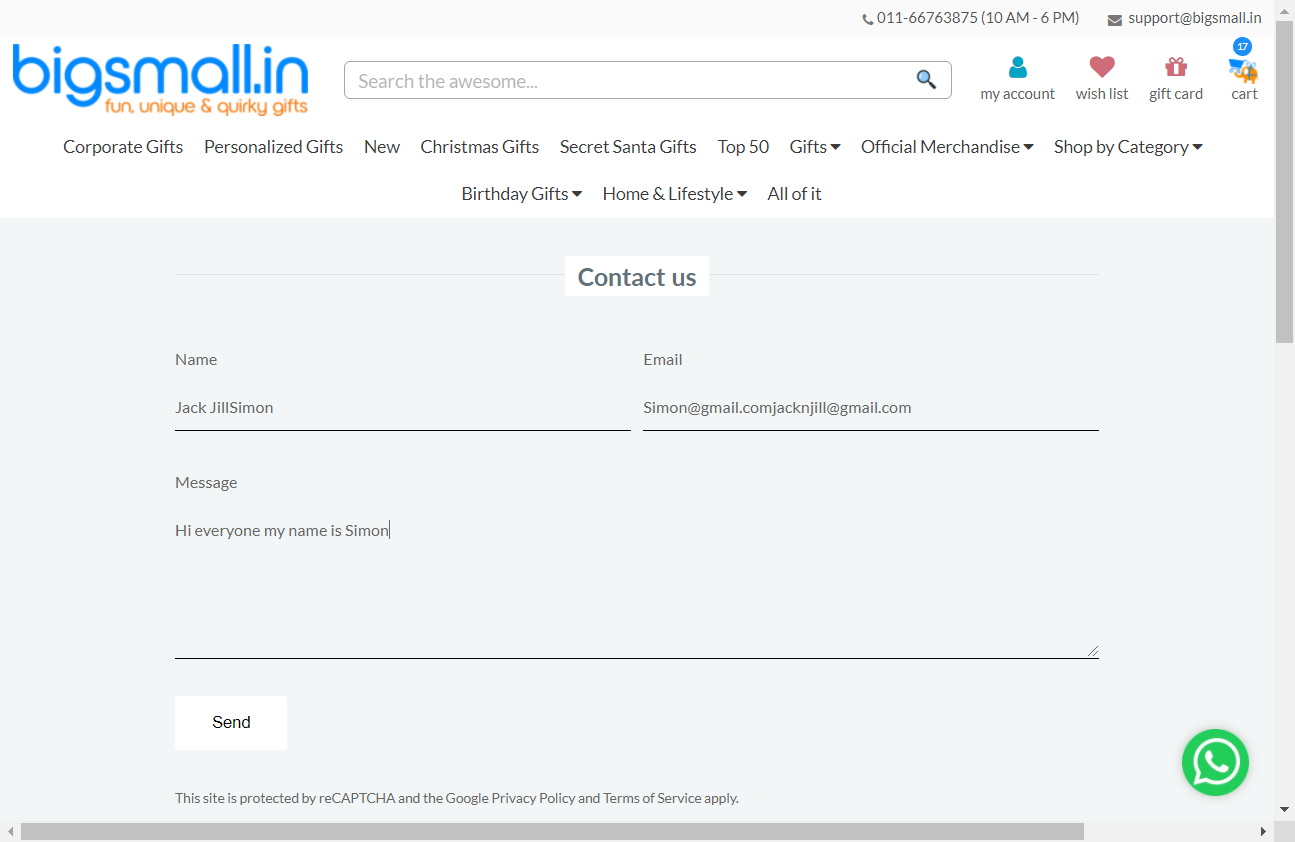 011-66763875 (10 AM - 6 PM) support@bigsmall.in
bigsmall.in
fun, unique & quirky gifts
Search the awesome...
17
my account wish list gift card cart
Corporate Gifts Personalized Gifts New Christmas Gifts Secret Santa Gifts Top 50 Gifts Official Merchandise Shop by Category
Birthday Gifts Home & Lifestyle All of it
Contact us
Name Email
Jack JillSimon Simon@gmail.comjacknjill@gmail.com
Message
Hi everyone my name is Simon
Send
This site is protected by reCAPTCHA and the Google Privacy Policy and Terms of Service apply.